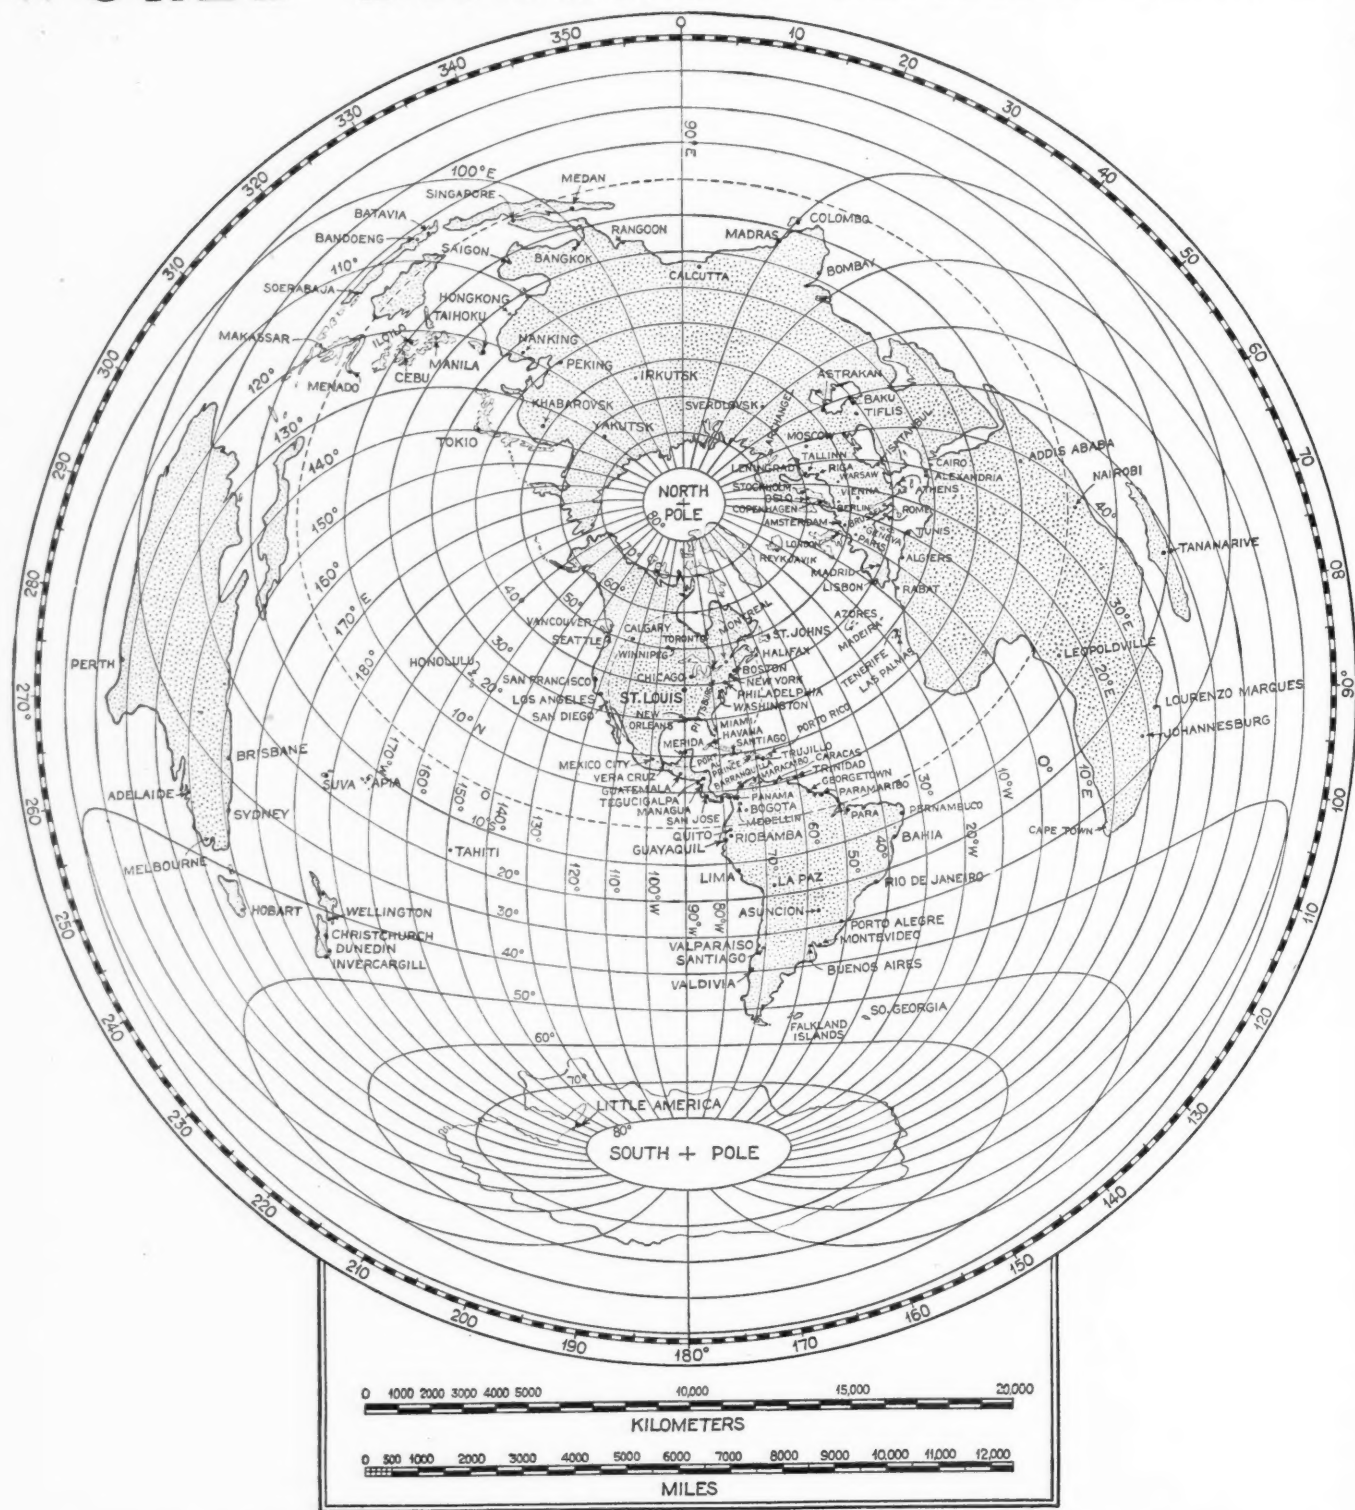 0
10
20
30
40
50
60
70
80
90°
100
110
120
130
140
150
160
170
180°
190
200
210
220
230
240
250
260
270°
280
290
300
310
320
330
340
350
90°E
100°E
110°
120°
130°
140°
150°
160°
170°E
180°
MEDAN
SINGAPORE
BATAVIA
BANDOENG
SAIGON
RANGOON
BANGKOK
MADRAS
COLOMBO
CALCUTTA
BOMBAY
SOERABAJA
HONGKONG
TAIHOKU
MAKASSAR
ILOILO
NANKING
MANILA
PEKING
MENADO
CEBU
IRKUTSK
ASTRAKAN
BAKU
TIFLIS
KHABAROVSK
SVERDLOVSK
ARCHANGEL
YAKUTSK
TOKIO
MOSCOW
ISTANBUL
TALLINN
CAIRO
ADDIS ABABA
LENINGRAD
RIGA
WARSAW
ALEXANDRIA
NAIROBI
STOCKHOLM
VIENNA
ATHENS
OSLO
COPENHAGEN
BERLIN
ROME
40°
NORTH
+
POLE
80°
70°
60°
50°
40°
30°
20°
10°N
0
AMSTERDAM
GENEVA
TUNIS
LONDON
PARIS
REYKJAVIK
ALGIERS
TANANARIVE
MADRID
LISBON
RABAT
30°E
AZORES
MADEIRA
MONTREAL
ST. JOHNS
VANCOUVER
CALGARY
TORONTO
SEATTLE
WINNIPEG
HALIFAX
TENERIFE
LAS PALMAS
LEOPOLDVILLE
20°E
PERTH
HONOLULU
SAN FRANCISCO
CHICAGO
BOSTON
NEW YORK
LOS ANGELES
ST. LOUIS
PHILADELPHIA
SAN DIEGO
WASHINGTON
LOURENZO MARQUES
JOHANNESBURG
NEW
ORLEANS
MIAMI
HAVANA
SANTIAGO
PORTO RICO
MERIDA
BRISBANE
MEXICO CITY
PORT
AU
PRINCE
TRUJILLO
CARACAS
VERA CRUZ
BARRANQUILLA
MARACAIBO
TRINIDAD
GUATEMALA
GEORGETOWN
TEGUCIGALPA
PANAMA
PARAMARIBO
MANAGUA
BOGOTA
PARA
PERNAMBUCO
SAN JOSE
MEDELLIN
SUVA
APIA
170°W
160°
150°
140°
130°
120°
110°
100°W
90°W
80°W
70°
60°
50°
40°
30°
20°W
10°W
0°
10°E
ADELAIDE
SYDNEY
QUITO
RIOBAMBA
BAHIA
CAPE TOWN
GUAYAQUIL
MELBOURNE
TAHITI
LIMA
LA PAZ
RIO DE JANEIRO
10°S
20°
30°
40°
50°
60°
70°
80°
HOBART
WELLINGTON
ASUNCION
CHRISTCHURCH
PORTO ALEGRE
DUNEDIN
VALPARAISO
MONTEVIDEO
INVERCARGILL
SANTIAGO
BUENOS AIRES
VALDIVIA
SO. GEORGIA
FALKLAND
ISLANDS
LITTLE AMERICA
SOUTH + POLE
0 1000 2000 3000 4000 5000 10,000 15,000 20,000
KILOMETERS
0 500 1000 2000 3000 4000 5000 6000 7000 8000 9000 10,000 11,000 12,000
MILES